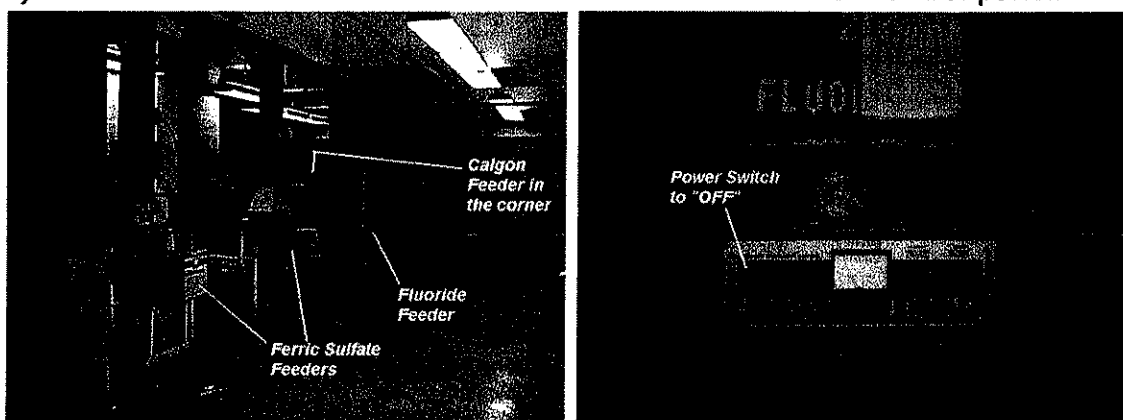 Calgon
Feeder in
the corner
Fluoride
Feeder
Ferric Sulfate
Feeders
FLUO
Power Switch
to "OFF"